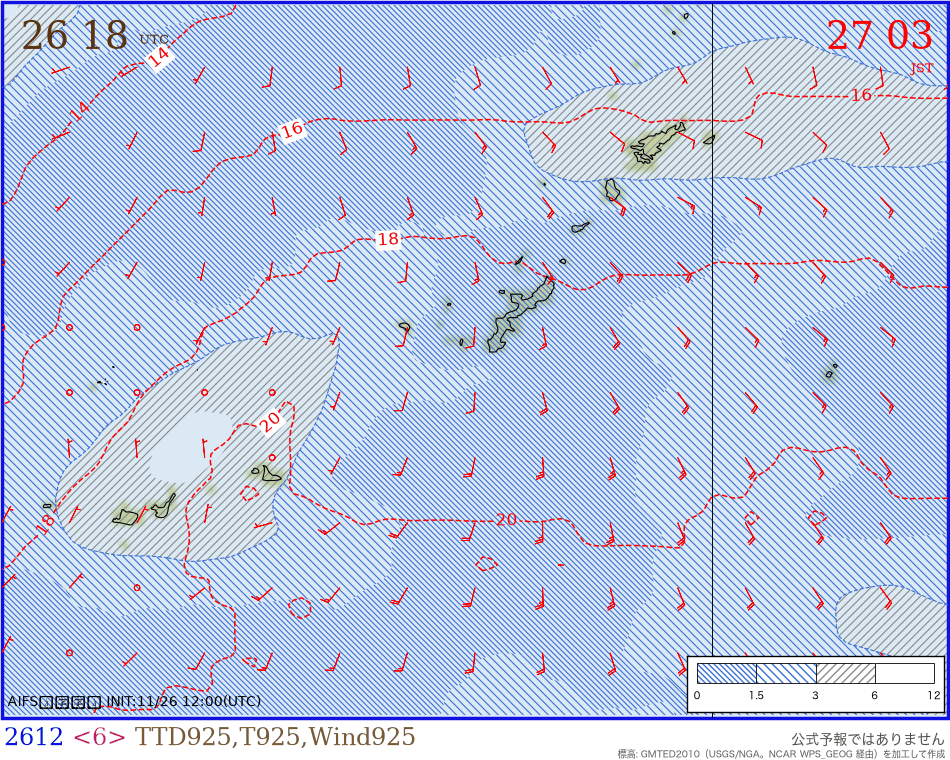 26 18 UTC
27 03
JST
14
14
16
16
18
18
20
20
AIFS INIT:11/26 12:00(UTC)
0 1.5 3 6 12
2612 <6> TTD925,T925,Wind925
公式予報ではありません
標高: GMTED2010（USGS/NGA。NCAR WPS_GEOG 経由）を加工して作成